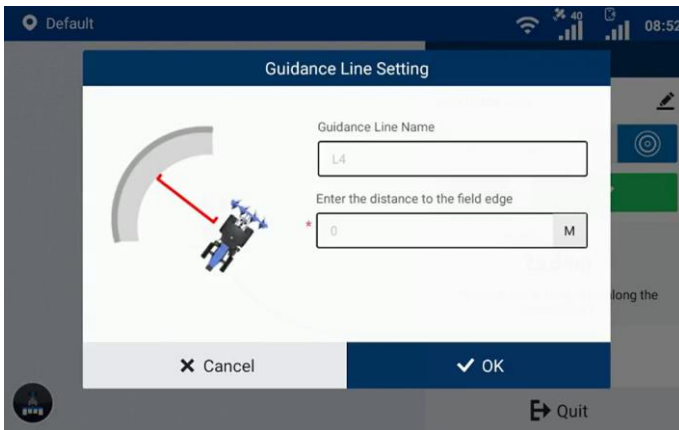 Default
40
08:52
Guidance Line Setting
Guidance Line Name
L4
Enter the distance to the field edge
* 0 M
along the
Cancel
OK
Quit